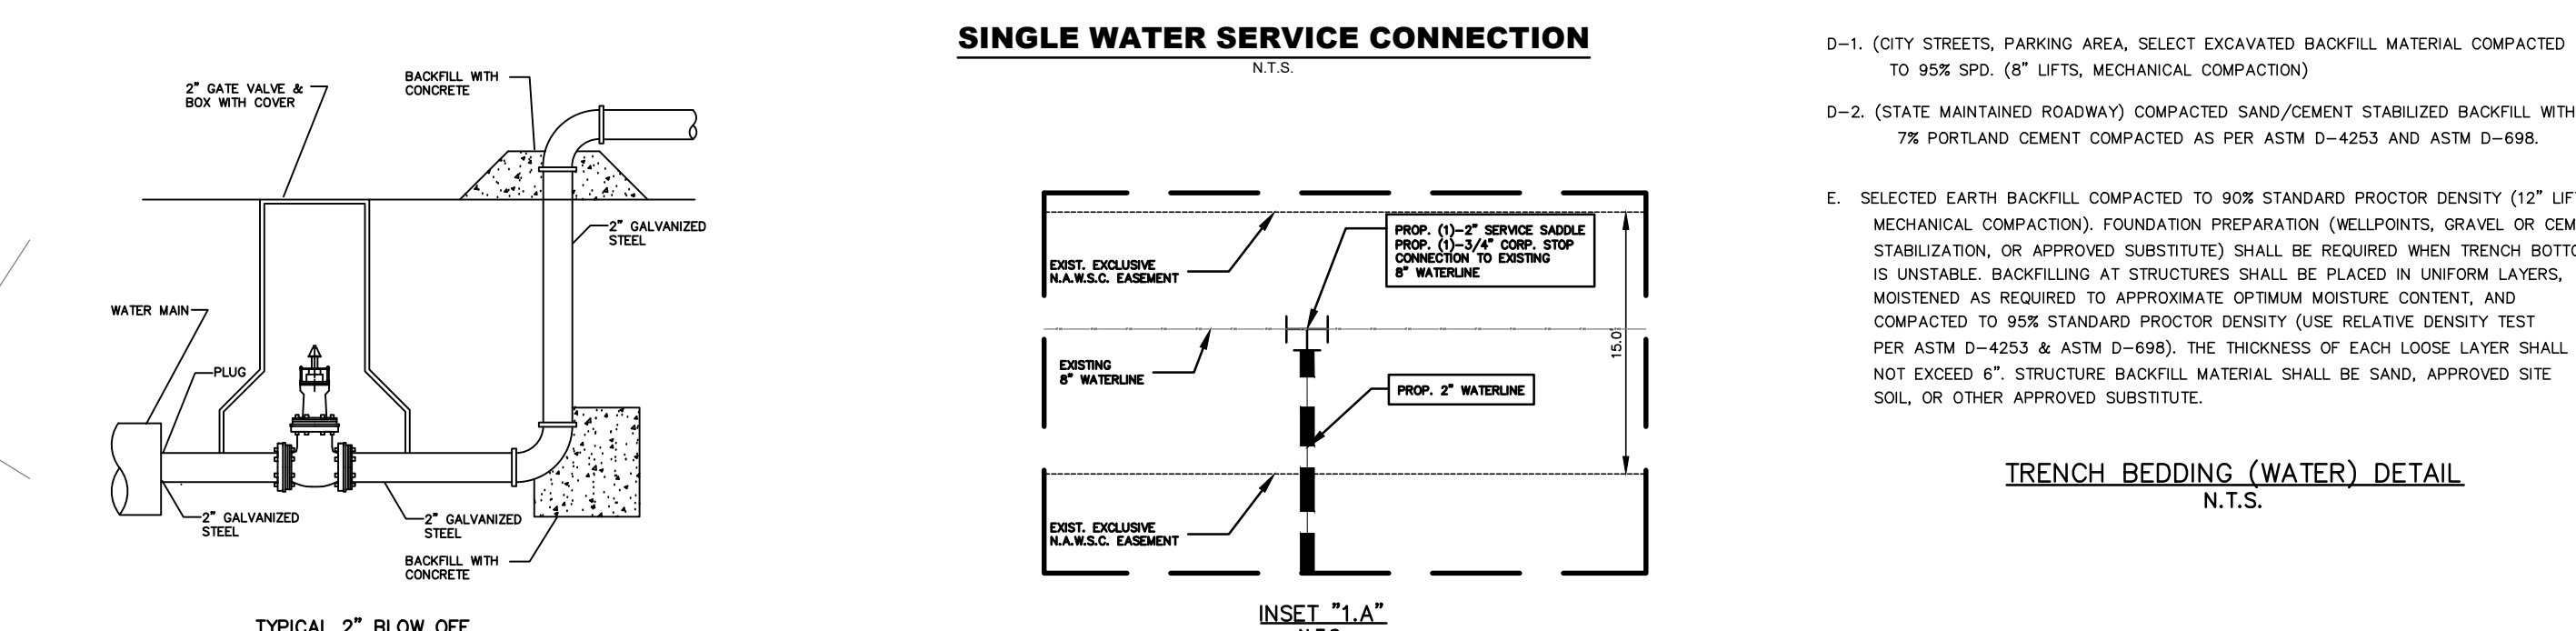 2" GATE VALVE &
BOX WITH COVER
BACKFILL WITH
CONCRETE
2" GALVANIZED
STEEL
WATER MAIN
PLUG
2" GALVANIZED
STEEL
2" GALVANIZED
STEEL
BACKFILL WITH
CONCRETE
TYPICAL 2" BLOW OFF
SINGLE WATER SERVICE CONNECTION
N.T.S.
PROP. (1)-2" SERVICE SADDLE
PROP. (1)-3/4" CORP. STOP
CONNECTION TO EXISTING
8" WATERLINE
EXIST. EXCLUSIVE
N.A.W.S.C. EASEMENT
15.0'
EXISTING
8" WATERLINE
PROP. 2" WATERLINE
EXIST. EXCLUSIVE
N.A.W.S.C. EASEMENT
INSET "1.A"
N.T.S.
D-1. (CITY STREETS, PARKING AREA, SELECT EXCAVATED BACKFILL MATERIAL COMPACTED
TO 95% SPD. (8" LIFTS, MECHANICAL COMPACTION)
D-2. (STATE MAINTAINED ROADWAY) COMPACTED SAND/CEMENT STABILIZED BACKFILL WITH
7% PORTLAND CEMENT COMPACTED AS PER ASTM D-4253 AND ASTM D-698.
E. SELECTED EARTH BACKFILL COMPACTED TO 90% STANDARD PROCTOR DENSITY (12"
MECHANICAL COMPACTION). FOUNDATION PREPARATION (WELLPOINTS, GRAVEL OR
STABILIZATION, OR APPROVED SUBSTITUTE) SHALL BE REQUIRED WHEN TRENCH
IS UNSTABLE. BACKFILLING AT STRUCTURES SHALL BE PLACED IN UNIFORM LAYERS,
MOISTENED AS REQUIRED TO APPROXIMATE OPTIMUM MOISTURE CONTENT, AND
COMPACTED TO 95% STANDARD PROCTOR DENSITY (USE RELATIVE DENSITY TEST
PER ASTM D-4253 & ASTM D-698). THE THICKNESS OF EACH LOOSE LAYER SHALL
NOT EXCEED 6". STRUCTURE BACKFILL MATERIAL SHALL BE SAND, APPROVED SITE
SOIL, OR OTHER APPROVED SUBSTITUTE.
TRENCH BEDDING (WATER) DETAIL
N.T.S.